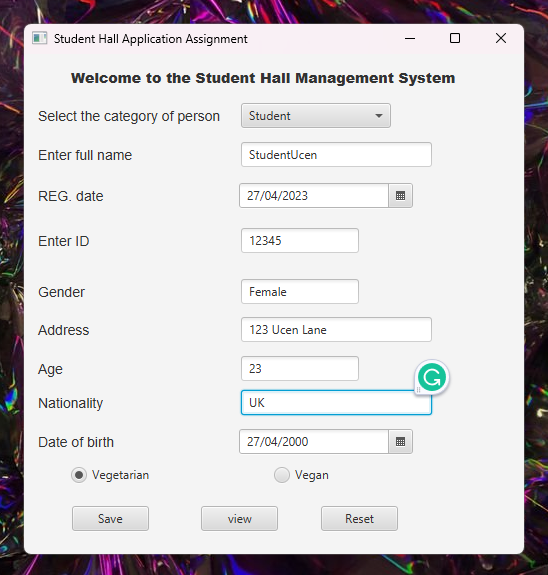 Student Hall Application Assignment
Welcome to the Student Hall Management System
Select the category of person Student
Enter full name StudentUcen
REG. date 27/04/2023
Enter ID 12345
Gender Female
Address 123 Ucen Lane
Age 23
Nationality UK
Date of birth 27/04/2000
Vegetarian Vegan
Save view Reset